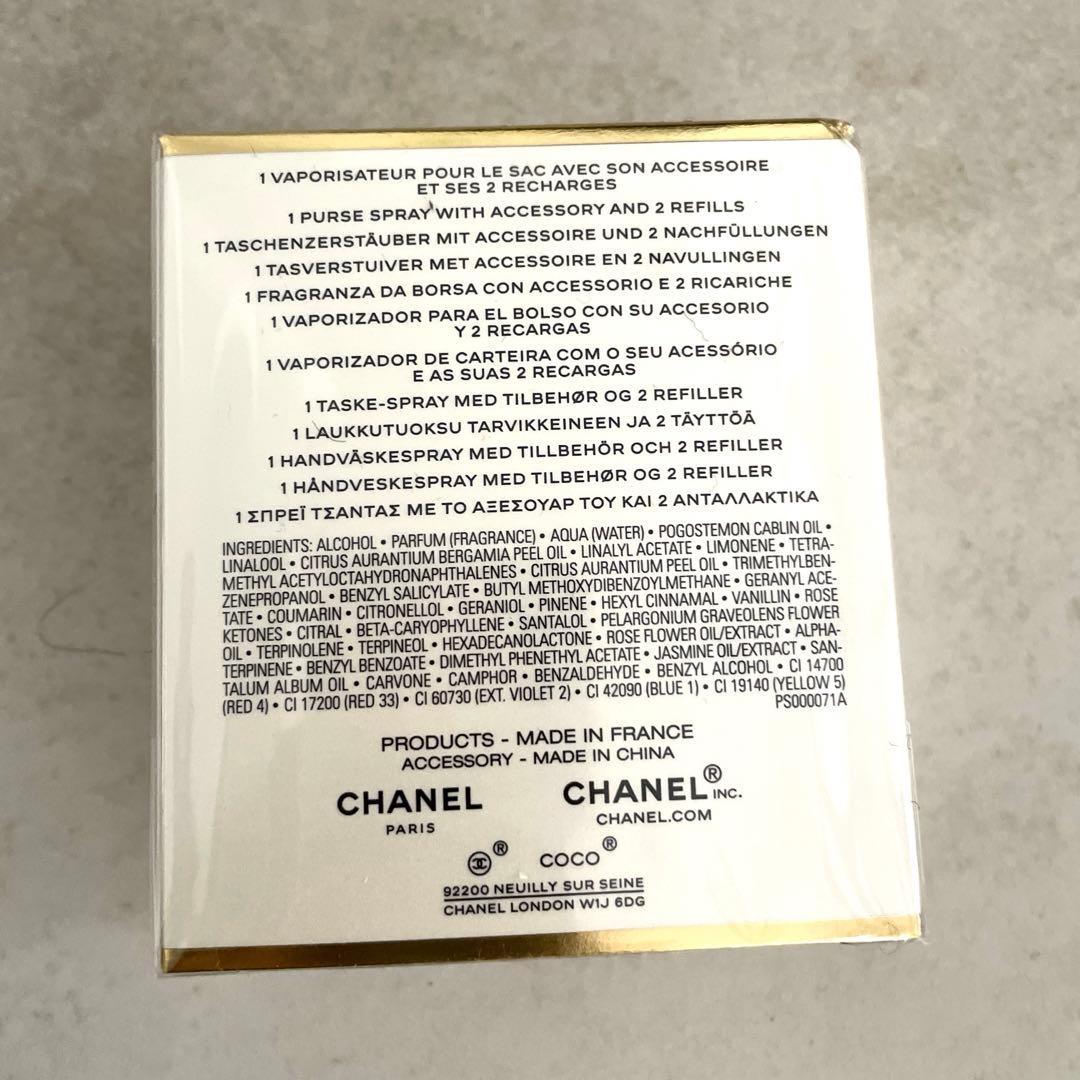 1 VAPORISATEUR POUR LE SAC AVEC SON ACCESSOIRE
ET SES 2 RECHARGES
1 PURSE SPRAY WITH ACCESSORY AND 2 REFILLS
1 TASCHENZERSTÄUBER MIT ACCESSOIRE UND 2 NACHFÜLLUNGEN
1 TASVERSTUIVER MET ACCESSOIRE EN 2 NAVULLINGEN
1 FRAGRANZA DA BORSA CON ACCESSORIO E 2 RICARICHE
1 VAPORIZADOR PARA EL BOLSO CON SU ACCESORIO
Y 2 RECARGAS
1 VAPORIZADOR DE CARTEIRA COM O SEU ACESSÓRIO
E AS SUAS 2 RECARGAS
1 TASKE-SPRAY MED TILBEHØR OG 2 REFILLER
1 LAUKKUTUOKSU TARVIKKEINEEN JA 2 TÄYTTÖÄ
1 HANDVÄSKESPRAY MED TILLBEHÖR OCH 2 REFILLER
1 HÅNDVESKESPRAY MED TILBEHØR OG 2 REFILLER
1 ΣΠΡΕΪ ΤΣΑΝΤΑΣ ΜΕ ΤΟ ΑΞΕΣΟΥΑΡ ΤΟΥ ΚΑΙ 2 ΑΝΤΑΛΛΑΚΤΙΚΑ
INGREDIENTS: ALCOHOL • PARFUM (FRAGRANCE) • AQUA (WATER) • POGOSTEMON CABLIN OIL •
LINALOOL • CITRUS AURANTIUM BERGAMIA PEEL OIL • LINALYL ACETATE • LIMONENE • TETRA-
METHYL ACETYLOCTAHYDRONAPHTHALENES • CITRUS AURANTIUM PEEL OIL • TRIMETHYLBEN-
ZENEPROPANOL • BENZYL SALICYLATE • BUTYL METHOXYDIBENZOYLMETHANE • GERANYL ACE-
TATE • COUMARIN • CITRONELLOL • GERANIOL • PINENE • HEXYL CINNAMAL • VANILLIN • ROSE
KETONES • CITRAL • BETA-CARYOPHYLLENE • SANTALOL • PELARGONIUM GRAVEOLENS FLOWER
OIL • TERPINOLENE • TERPINEOL • HEXADECANOLACTONE • ROSE FLOWER OIL/EXTRACT • ALPHA-
TERPINENE • BENZYL BENZOATE • DIMETHYL PHENETHYL ACETATE • JASMINE OIL/EXTRACT • SAN-
TALUM ALBUM OIL • CARVONE • CAMPHOR • BENZALDEHYDE • BENZYL ALCOHOL • CI 14700
(RED 4) • CI 17200 (RED 33) • CI 60730 (EXT. VIOLET 2) • CI 42090 (BLUE 1) • CI 19140 (YELLOW 5)
PS000071A
PRODUCTS - MADE IN FRANCE
ACCESSORY - MADE IN CHINA
CHANEL CHANEL® INC.
PARIS CHANEL.COM
® COCO®
92200 NEUILLY SUR SEINE
CHANEL LONDON W1J 6DG